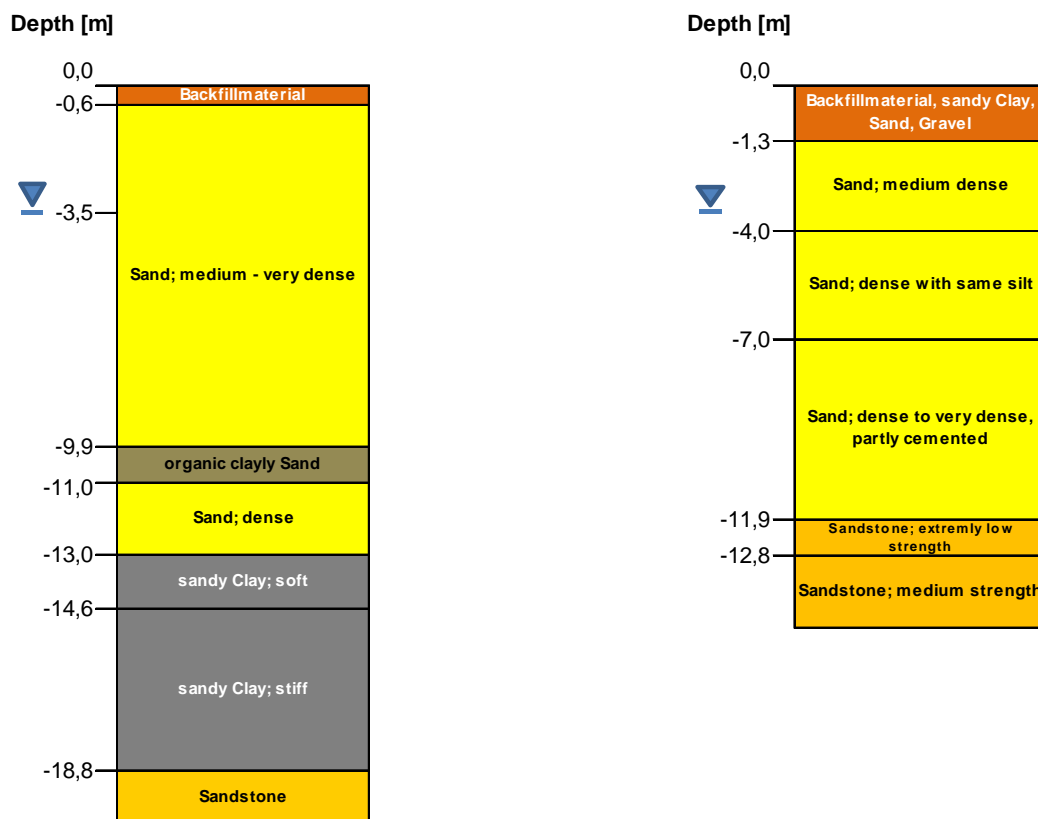 Depth [m]
0,0
Backfillmaterial
-0,6
-3,5
Sand; medium - very dense
-9,9
organic clayly Sand
-11,0
Sand; dense
-13,0
sandy Clay; soft
-14,6
sandy Clay; stiff
-18,8
Sandstone
Depth [m]
0,0
Backfillmaterial, sandy Clay,
Sand, Gravel
-1,3
Sand; medium dense
-4,0
Sand; dense with same silt
-7,0
Sand; dense to very dense,
partly cemented
-11,9
Sandstone; extremly low
strength
-12,8
Sandstone; medium strength